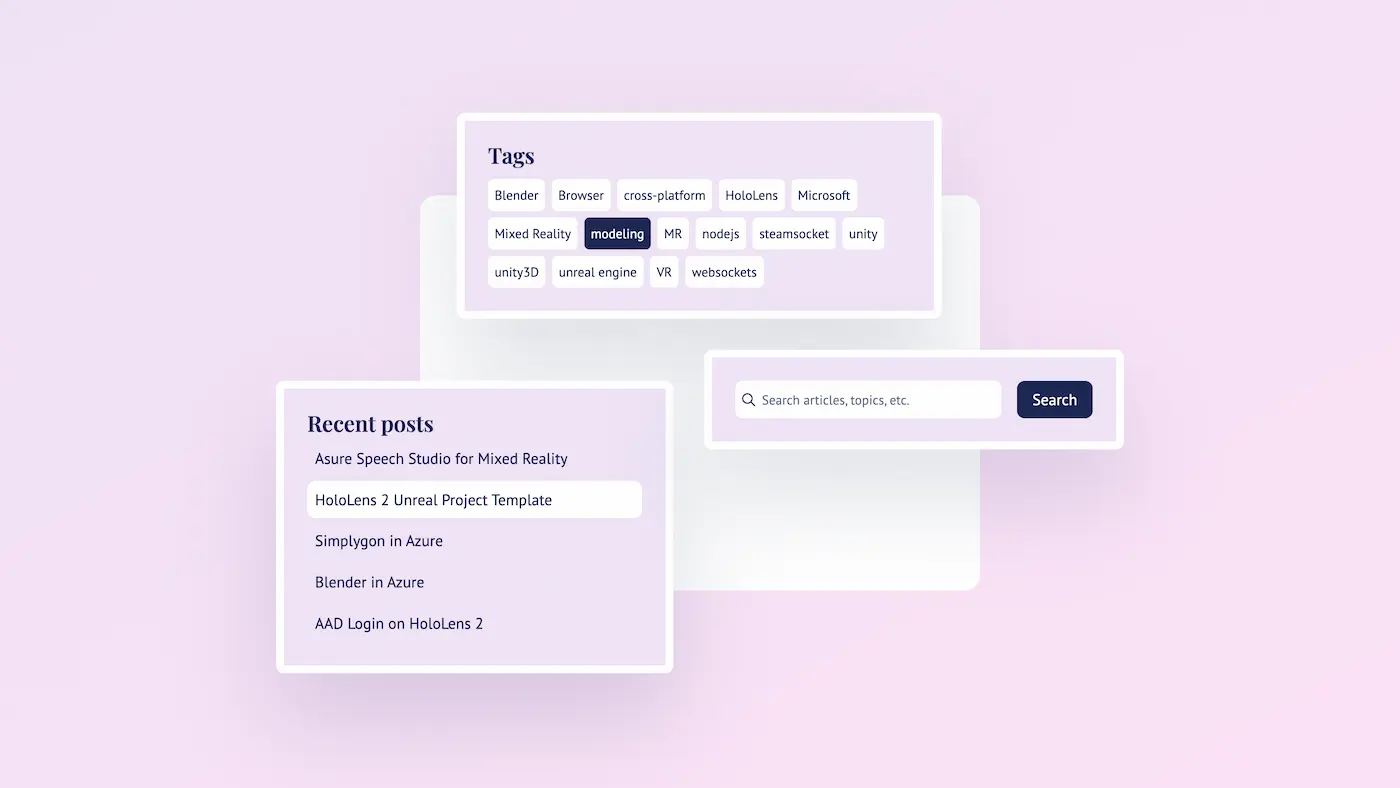 Tags
Blender Browser cross-platform HoloLens Microsoft
Mixed Reality modeling MR nodejs steamsocket unity
unity3D unreal engine VR websockets
Search articles, topics, etc. Search
Recent posts
Asure Speech Studio for Mixed Reality
HoloLens 2 Unreal Project Template
Simplygon in Azure
Blender in Azure
AAD Login on HoloLens 2